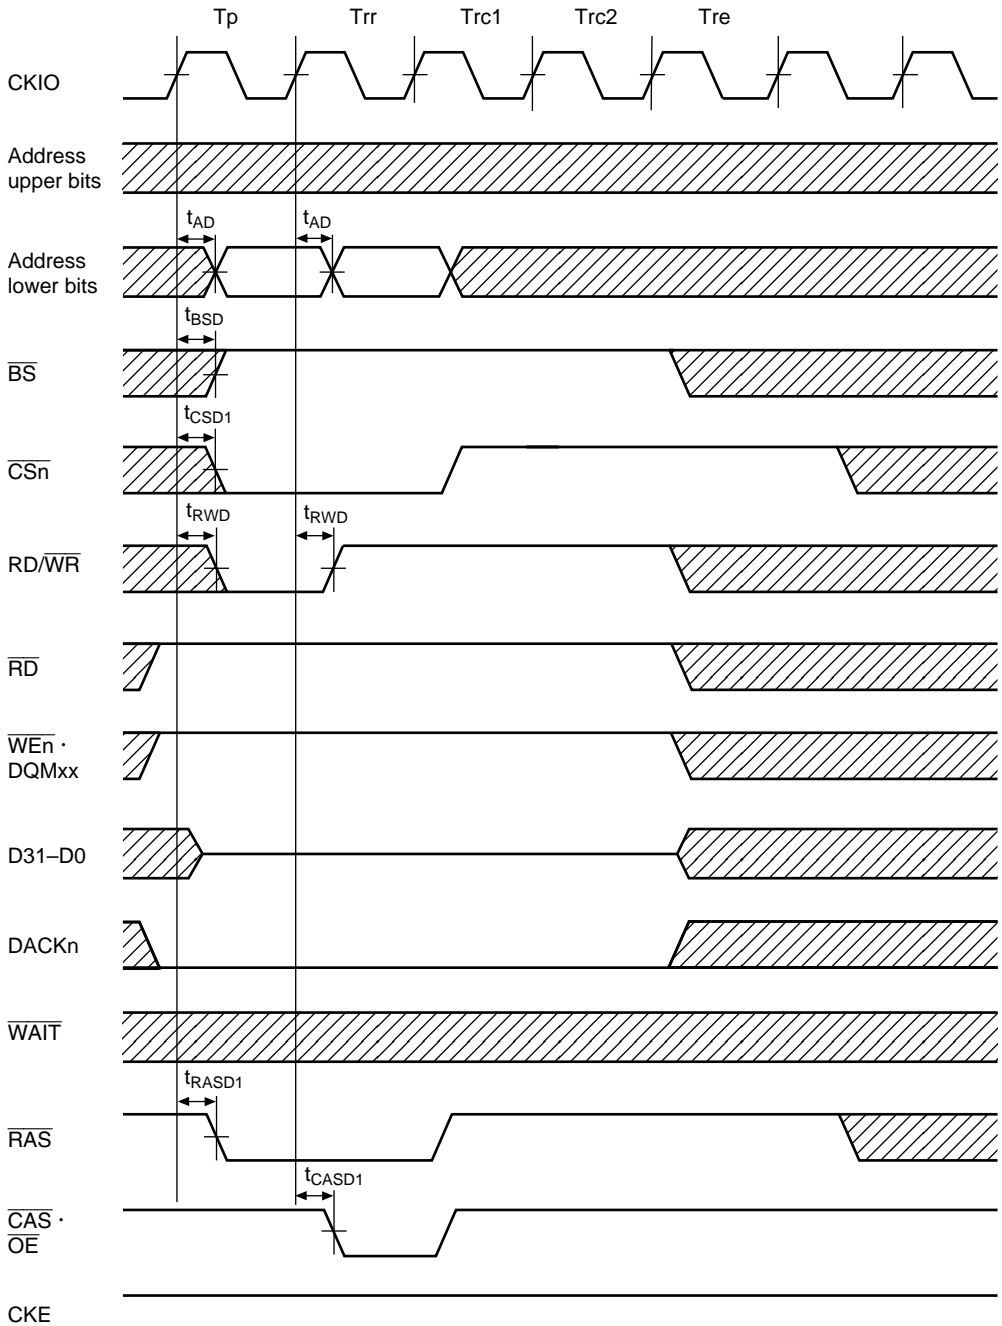 Tp Trr Trc1 Trc2 Tre
CKIO
Address
upper bits
tAD tAD
Address
lower bits
tBSD
BS
tCSD1
CSn
tRWD tRWD
RD/WR
RD
WEn ·
DQMxx
D31–D0
DACKn
WAIT
tRASD1
RAS
tCASD1
CAS ·
OE
CKE